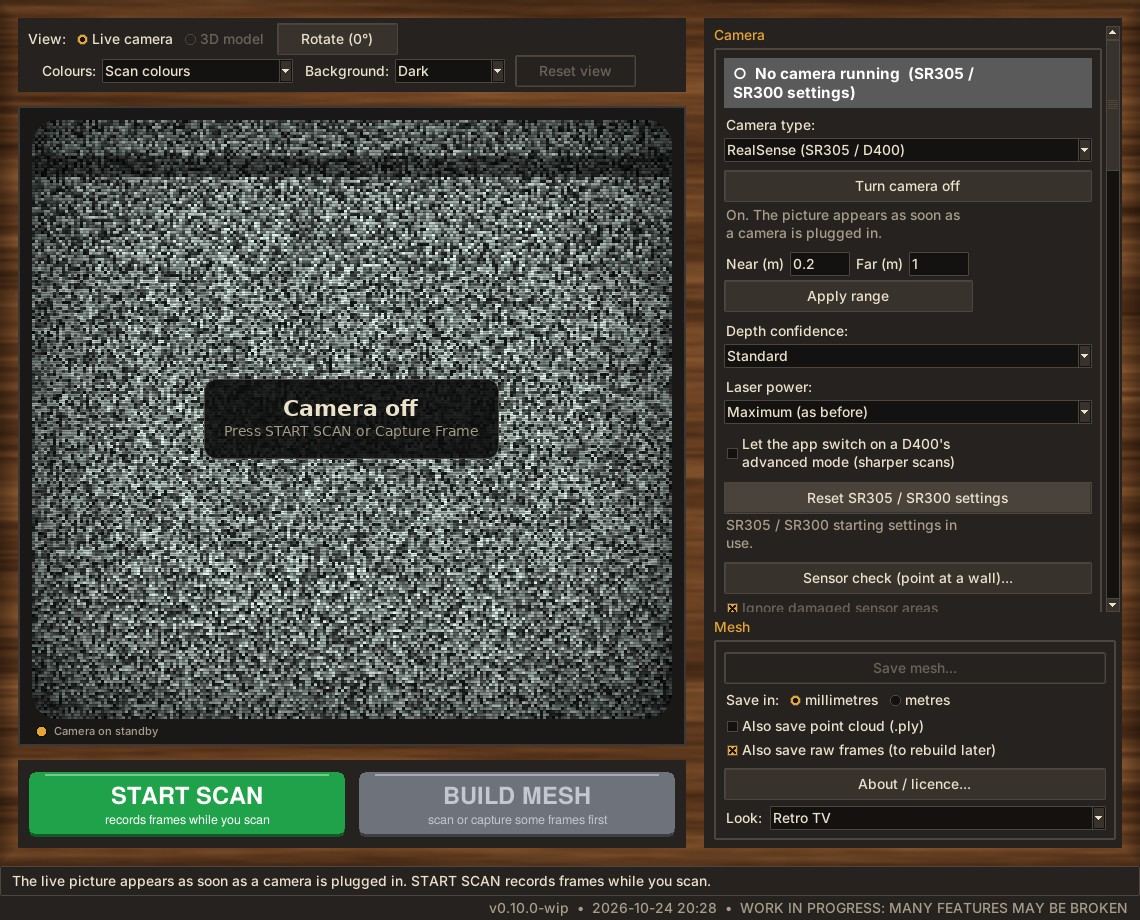 View: Live camera 3D model Rotate (0°)
Colours: Scan colours Background: Dark Reset view
Camera off
Press START SCAN or Capture Frame
Camera on standby
START SCAN
records frames while you scan
BUILD MESH
scan or capture some frames first
Camera
No camera running (SR305 /
SR300 settings)
Camera type:
RealSense (SR305 / D400)
Turn camera off
On. The picture appears as soon as
a camera is plugged in.
Near (m) 0.2 Far (m) 1
Apply range
Depth confidence:
Standard
Laser power:
Maximum (as before)
Let the app switch on a D400's
advanced mode (sharper scans)
Reset SR305 / SR300 settings
SR305 / SR300 starting settings in
use.
Sensor check (point at a wall)...
Ignore damaged sensor areas
Mesh
Save mesh...
Save in: millimetres metres
Also save point cloud (.ply)
Also save raw frames (to rebuild later)
About / licence...
Look: Retro TV
The live picture appears as soon as a camera is plugged in. START SCAN records frames while you scan.
v0.10.0-wip • 2026-10-24 20:28 • WORK IN PROGRESS: MANY FEATURES MAY BE BROKEN